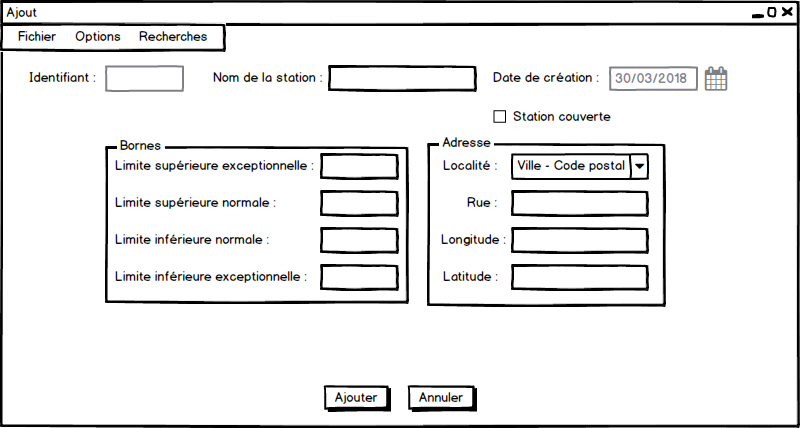 Ajout
Fichier Options Recherches
Identifiant : Nom de la station : Date de création : 30/03/2018
Station couverte
Bornes
Limite supérieure exceptionnelle :
Limite supérieure normale :
Limite inférieure normale :
Limite inférieure exceptionnelle :
Adresse
Localité : Ville - Code postal
Rue :
Longitude :
Latitude :
Ajouter Annuler